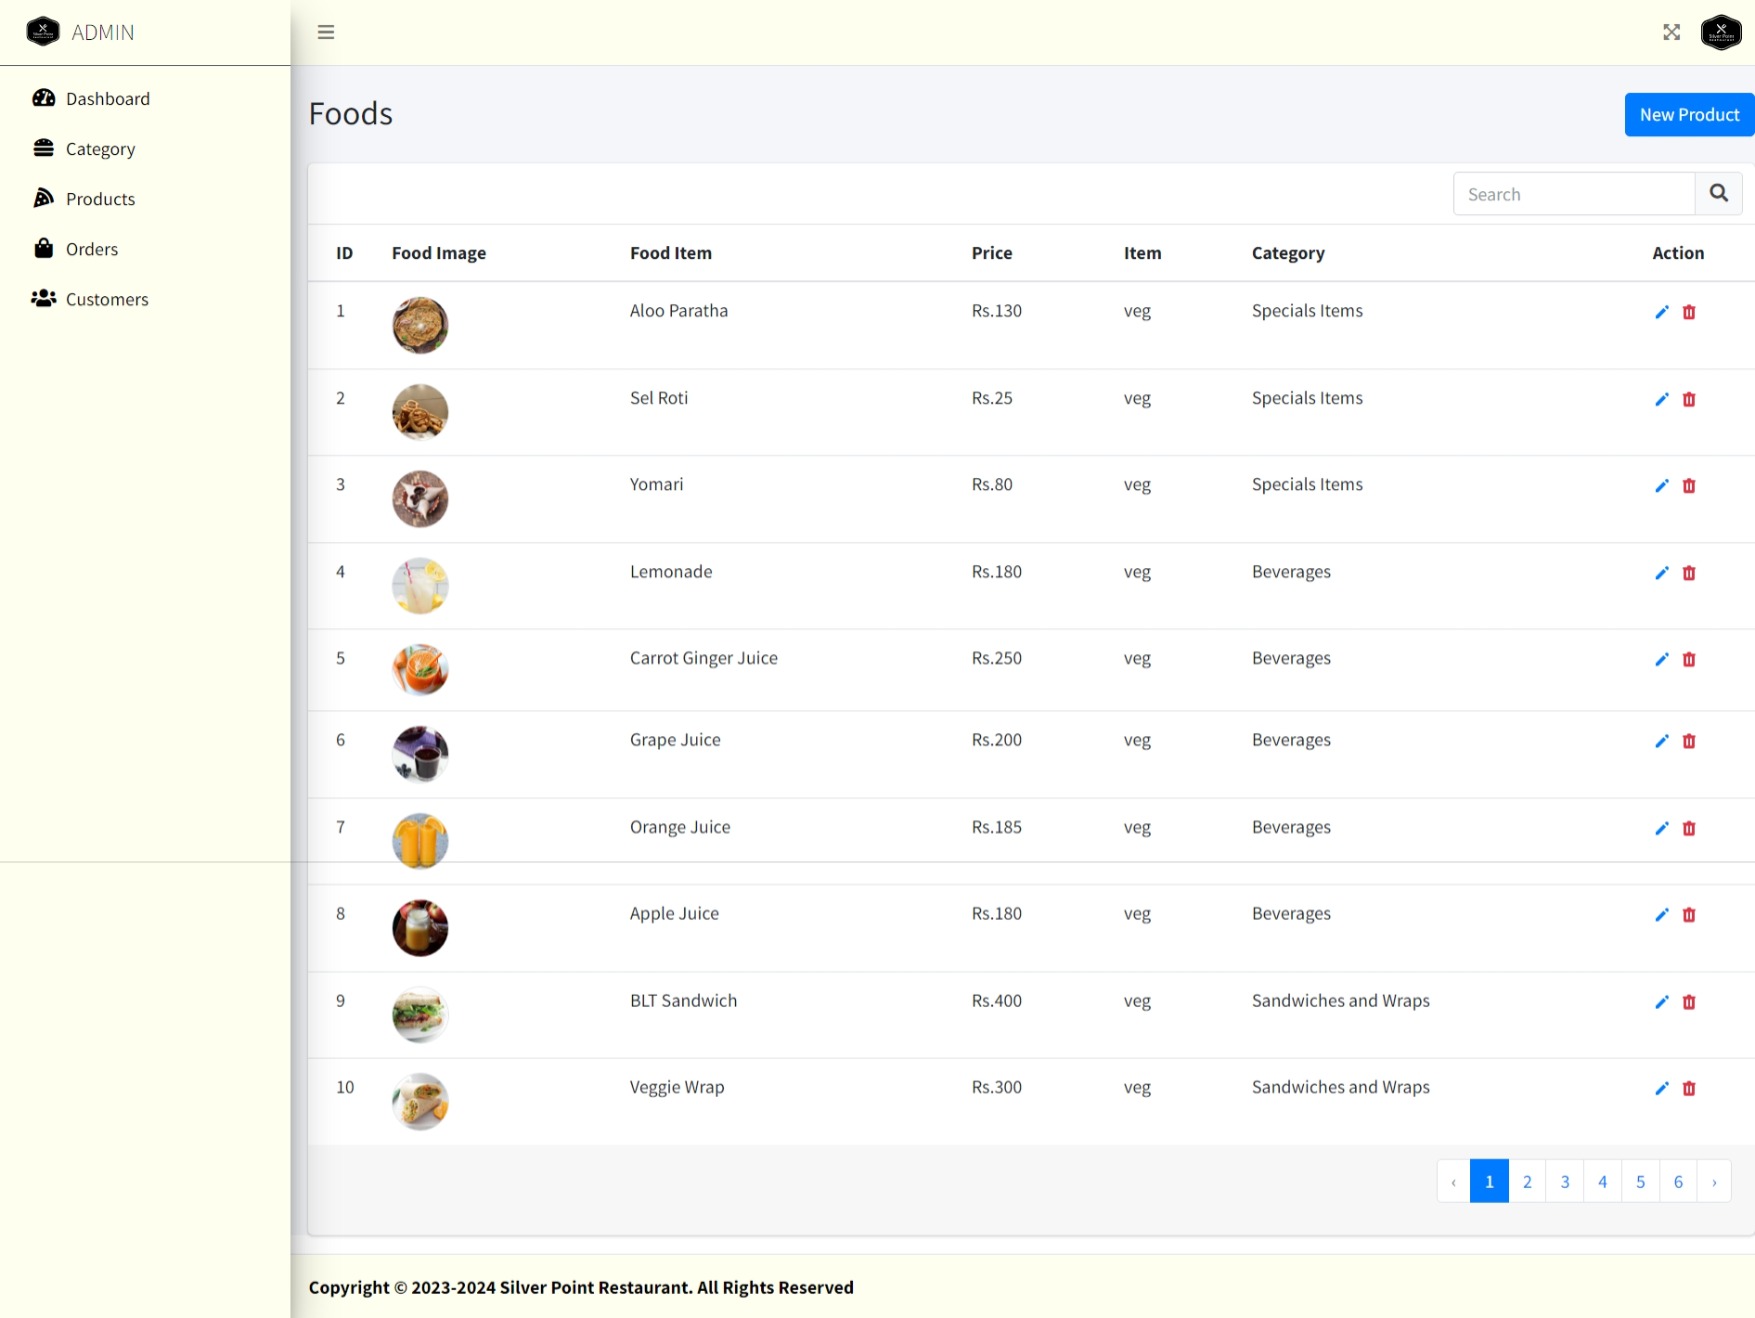 ADMIN
Dashboard
Category
Products
Orders
Customers
Foods
New Product
Search
ID Food Image Food Item Price Item Category Action
1 Aloo Paratha Rs.130 veg Specials Items
2 Sel Roti Rs.25 veg Specials Items
3 Yomari Rs.80 veg Specials Items
4 Lemonade Rs.180 veg Beverages
5 Carrot Ginger Juice Rs.250 veg Beverages
6 Grape Juice Rs.200 veg Beverages
7 Orange Juice Rs.185 veg Beverages
8 Apple Juice Rs.180 veg Beverages
9 BLT Sandwich Rs.400 veg Sandwiches and Wraps
10 Veggie Wrap Rs.300 veg Sandwiches and Wraps
‹ 1 2 3 4 5 6 ›
Copyright © 2023-2024 Silver Point Restaurant. All Rights Reserved